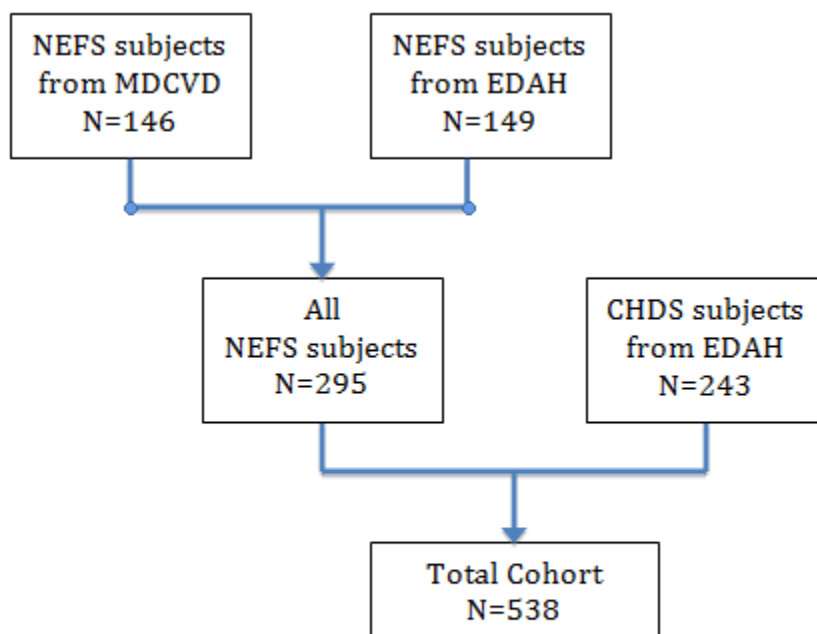 NEFS subjects
from MDCVD
N=146
NEFS subjects
from EDAH
N=149
All
NEFS subjects
N=295
CHDS subjects
from EDAH
N=243
Total Cohort
N=538